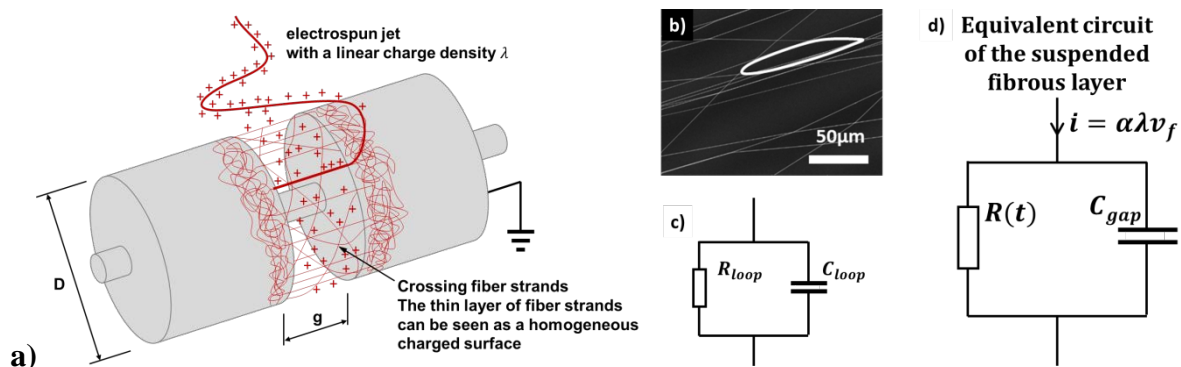 electrospun jet
with a linear charge density λ
D
g
Crossing fiber strands
The thin layer of fiber strands
can be seen as a homogeneous
charged surface
a)
b)
50μm
c)
R_loop
C_loop
d)
Equivalent circuit
of the suspended
fibrous layer
i = αλv_f
R(t)
C_gap